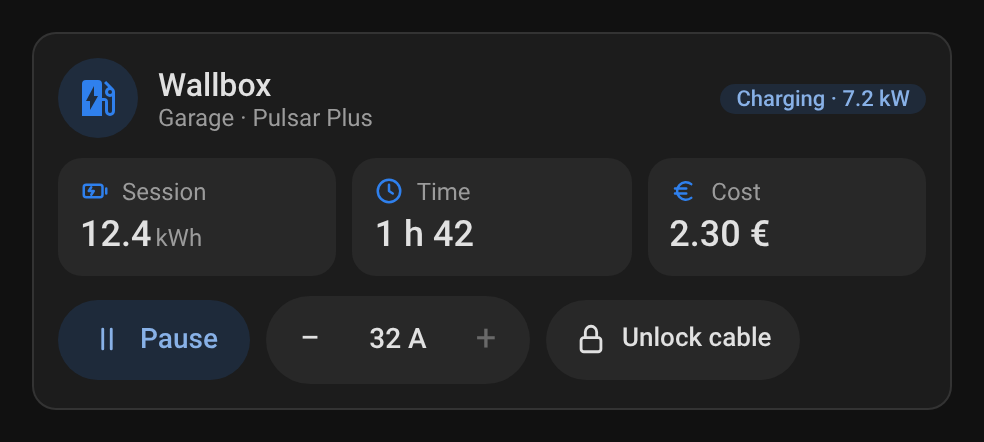 Wallbox
Garage · Pulsar Plus
Charging · 7.2 kW
Session
12.4 kWh
Time
1 h 42
€ Cost
2.30 €
Pause
− 32 A +
Unlock cable